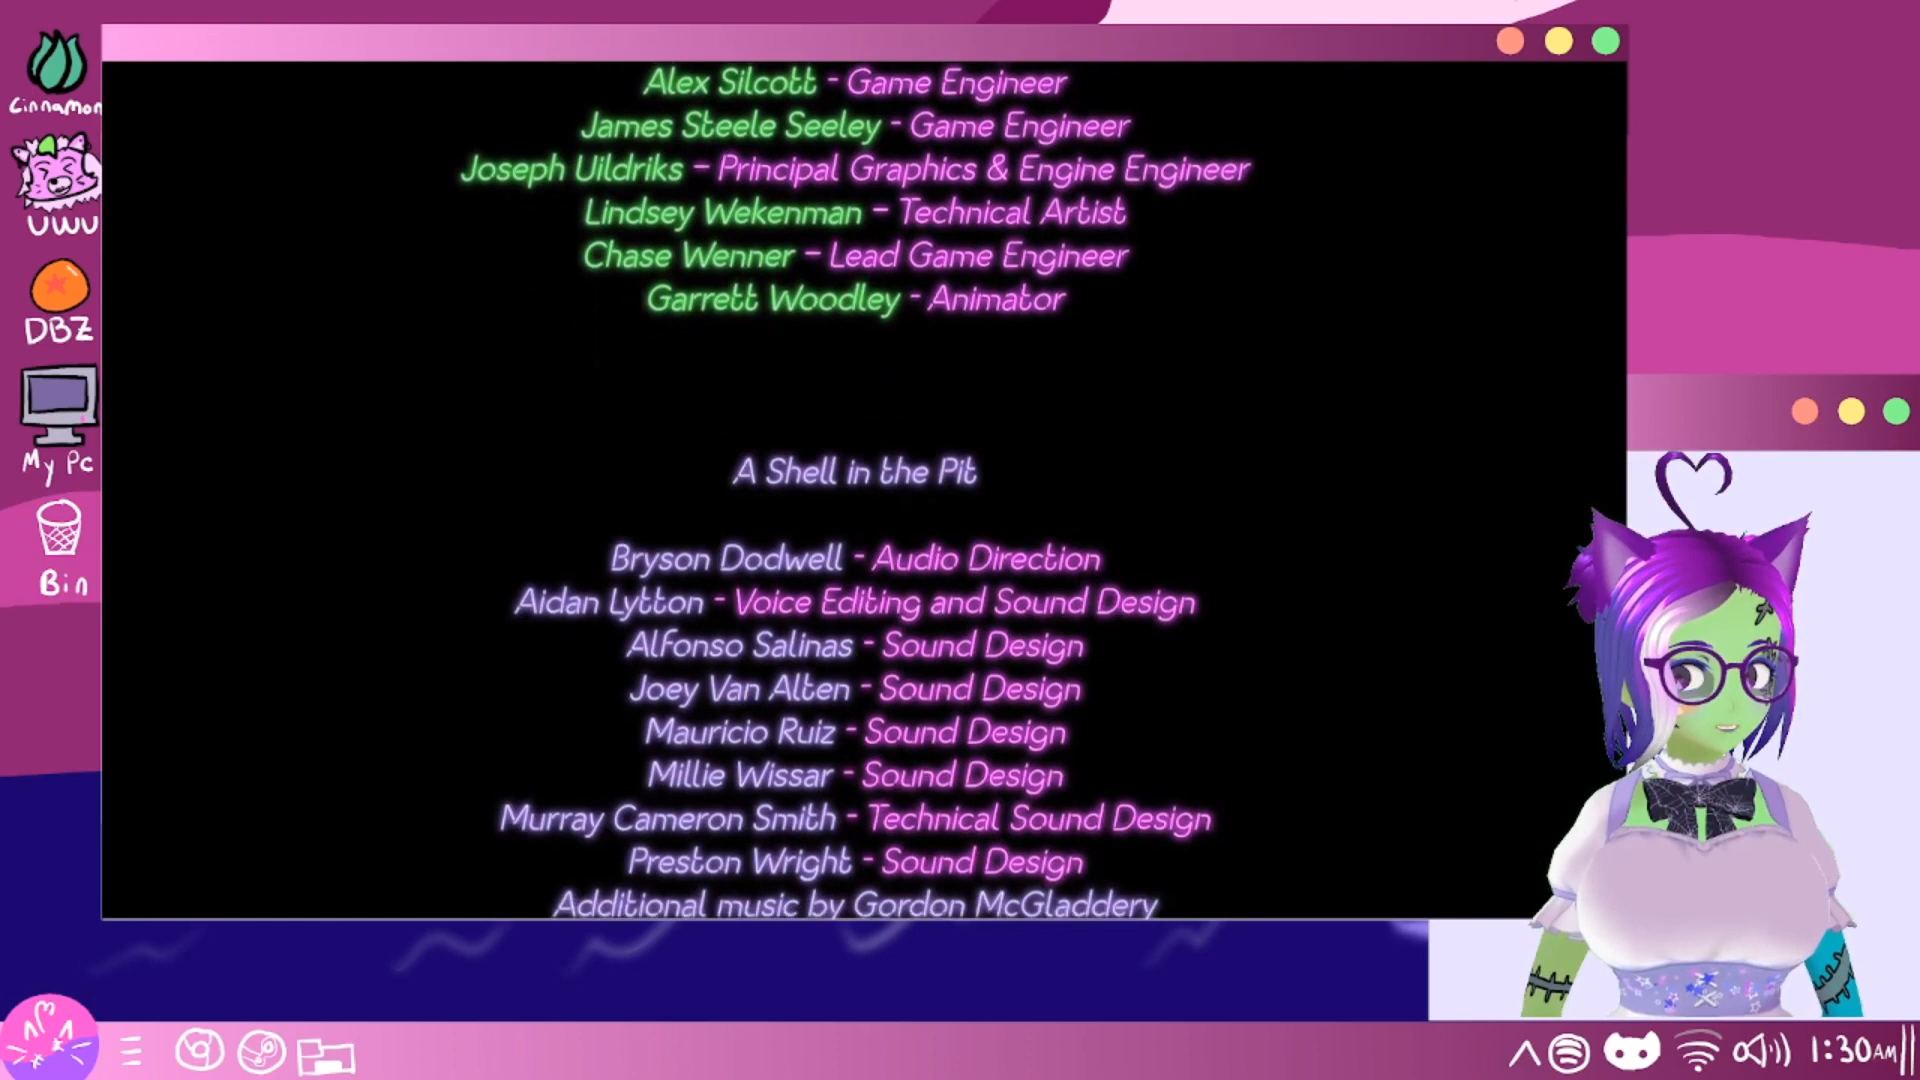 Cinnamon
UWU
DBZ
My Pc
Bin
Alex Silcott - Game Engineer
James Steele Seeley - Game Engineer
Joseph Uildriks – Principal Graphics & Engine Engineer
Lindsey Wekenman – Technical Artist
Chase Wenner – Lead Game Engineer
Garrett Woodley - Animator
A Shell in the Pit
Bryson Dodwell - Audio Direction
Aidan Lytton - Voice Editing and Sound Design
Alfonso Salinas - Sound Design
Joey Van Alten - Sound Design
Mauricio Ruiz - Sound Design
Millie Wissar - Sound Design
Murray Cameron Smith - Technical Sound Design
Preston Wright - Sound Design
Additional music by Gordon McGladdery
1:30AM